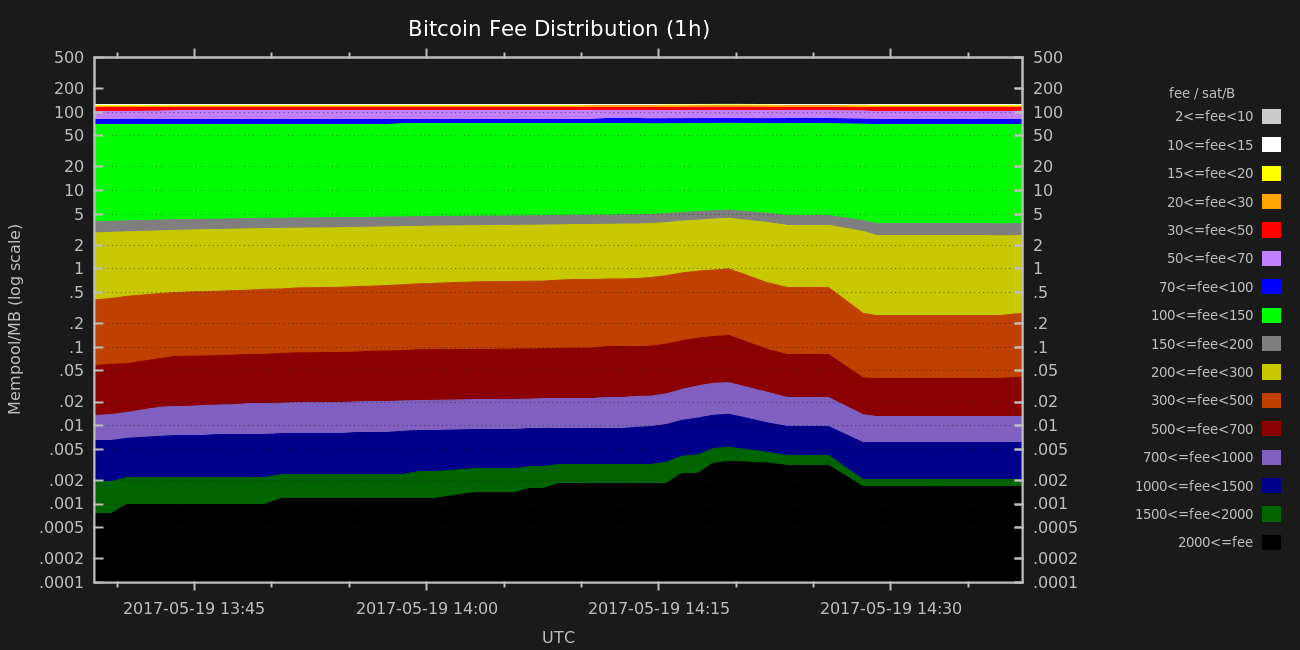 Bitcoin Fee Distribution (1h)
500
200
100
50
20
10
5
2
1
.5
.2
.1
.05
.02
.01
.005
.002
.001
.0005
.0002
.0001
Mempool/MB (log scale)
2017-05-19 13:45
2017-05-19 14:00
2017-05-19 14:15
2017-05-19 14:30
UTC
500
200
100
50
20
10
5
2
1
.5
.2
.1
.05
.02
.01
.005
.002
.001
.0005
.0002
.0001
fee / sat/B
2<=fee<10
10<=fee<15
15<=fee<20
20<=fee<30
30<=fee<50
50<=fee<70
70<=fee<100
100<=fee<150
150<=fee<200
200<=fee<300
300<=fee<500
500<=fee<700
700<=fee<1000
1000<=fee<1500
1500<=fee<2000
2000<=fee